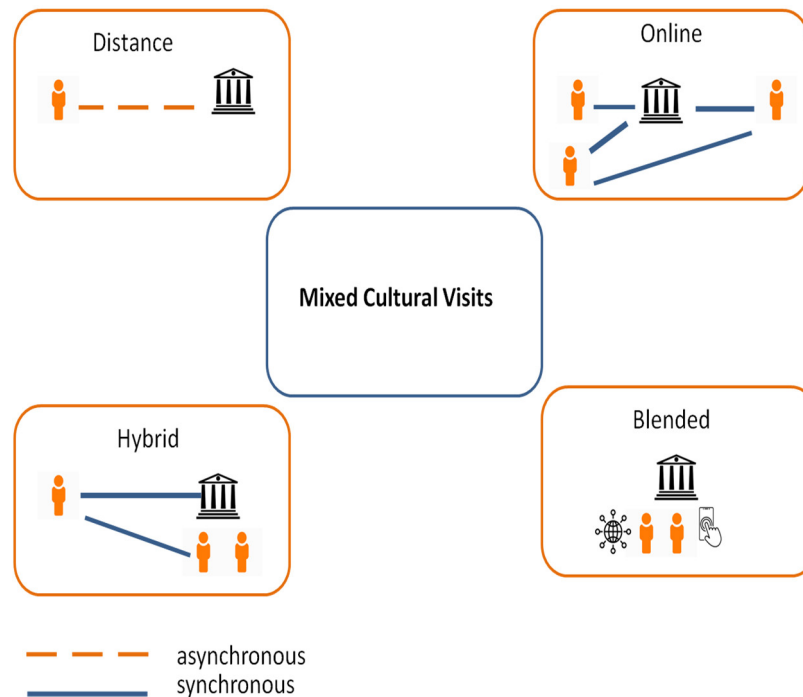 Distance
Online
Mixed Cultural Visits
Hybrid
Blended
asynchronous
synchronous